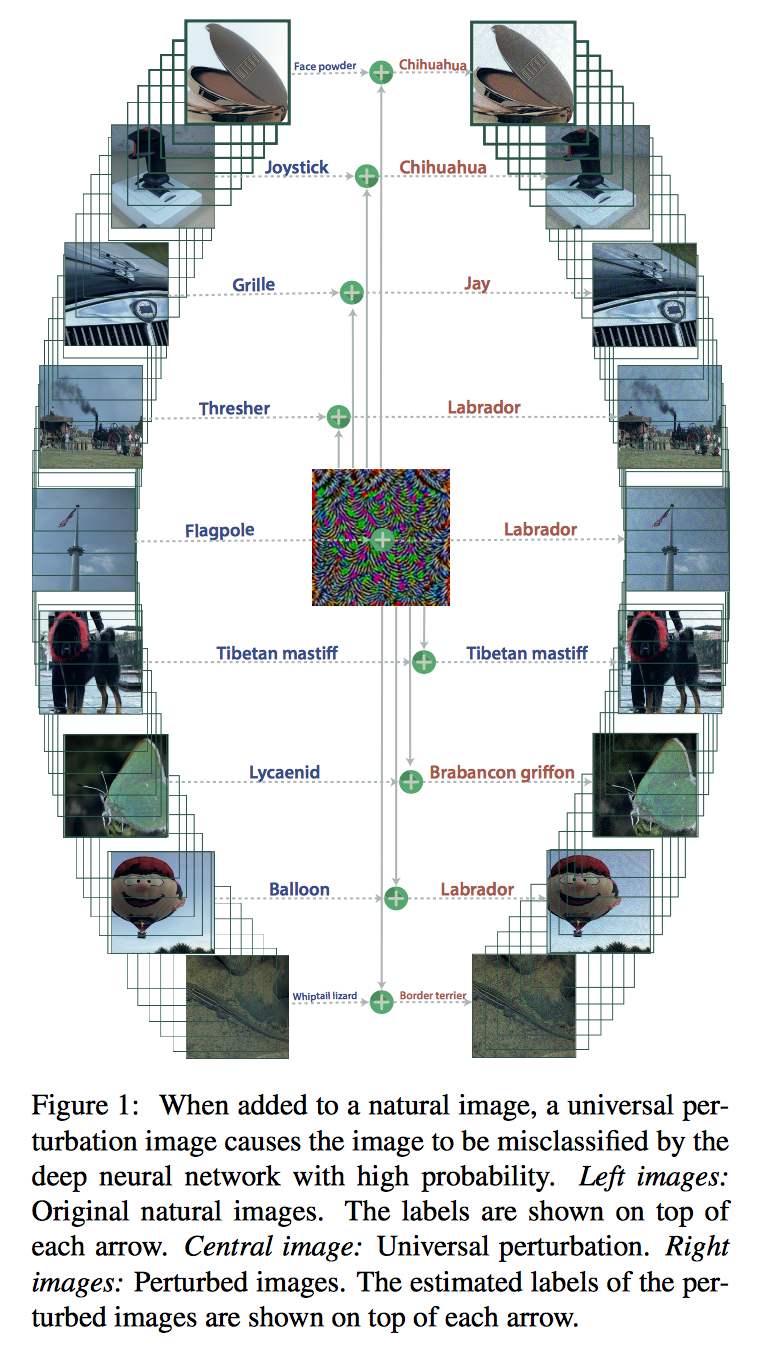 Face powder Chihuahua
Joystick Chihuahua
Grille Jay
Thresher Labrador
Flagpole Labrador
Tibetan mastiff Tibetan mastiff
Lycaenid Brabancon griffon
Balloon Labrador
Whiptail lizard Border terrier
Figure 1: When added to a natural image, a universal per-
turbation image causes the image to be misclassified by the
deep neural network with high probability. Left images:
Original natural images. The labels are shown on top of
each arrow. Central image: Universal perturbation. Right
images: Perturbed images. The estimated labels of the per-
turbed images are shown on top of each arrow.